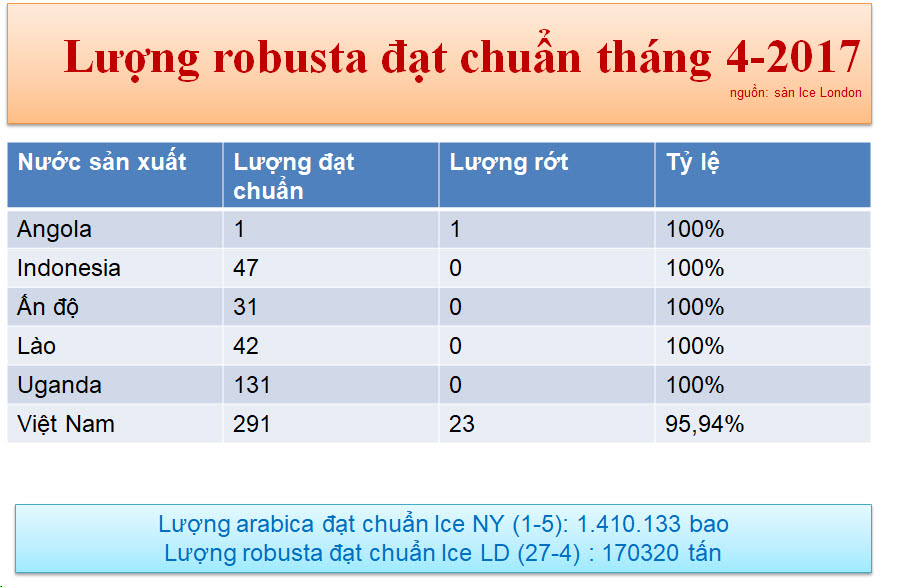 Lượng robusta đạt chuẩn tháng 4-2017
nguồn: sàn Ice London
Nước sản xuất Lượng đạt chuẩn Lượng rớt Tỷ lệ
Angola 1 1 100%
Indonesia 47 0 100%
Ấn độ 31 0 100%
Lào 42 0 100%
Uganda 131 0 100%
Việt Nam 291 23 95,94%
Lượng arabica đạt chuẩn Ice NY (1-5): 1.410.133 bao
Lượng robusta đạt chuẩn Ice LD (27-4) : 170320 tấn